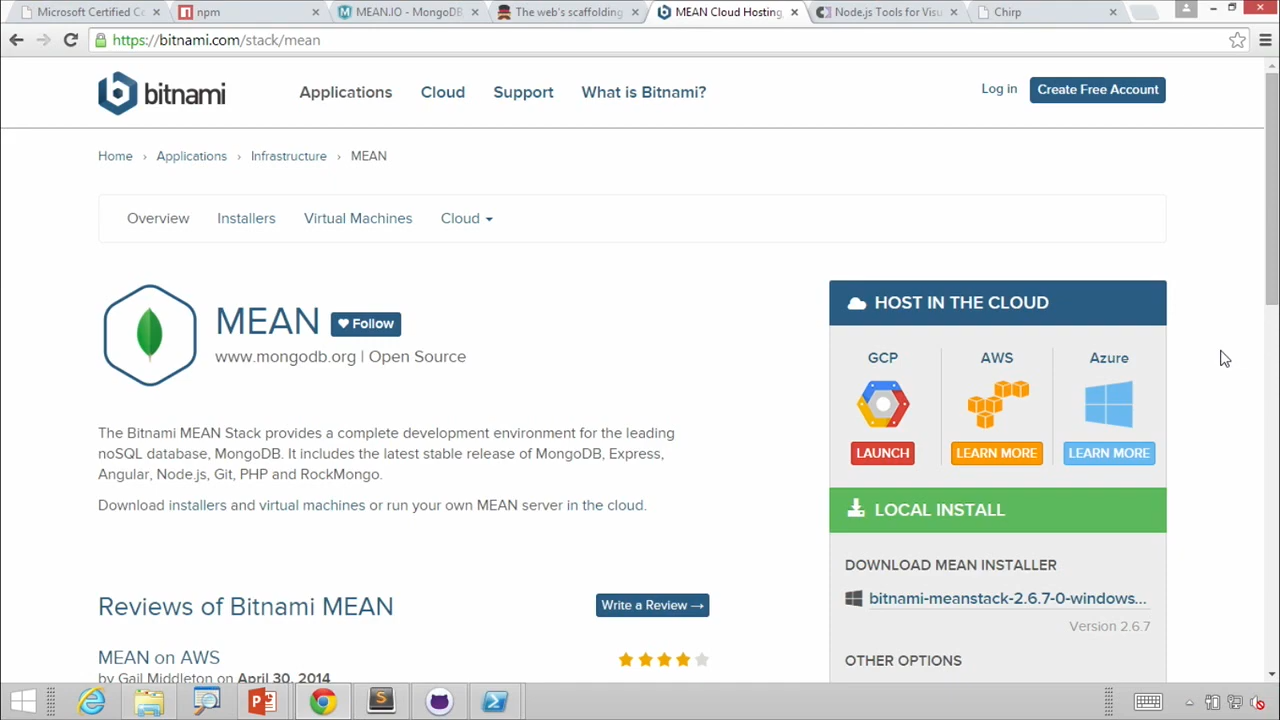 Microsoft Certified Co
npm
MEAN.IO - MongoDB
The web's scaffolding
MEAN Cloud Hosting,
Node.js Tools for Visu
Chirp
https://bitnami.com/stack/mean
bitnami
Applications
Cloud
Support
What is Bitnami?
Log in
Create Free Account
Home › Applications › Infrastructure › MEAN
Overview
Installers
Virtual Machines
Cloud
MEAN
Follow
www.mongodb.org | Open Source
The Bitnami MEAN Stack provides a complete development environment for the leading
noSQL database, MongoDB. It includes the latest stable release of MongoDB, Express,
Angular, Node.js, Git, PHP and RockMongo.
Download installers and virtual machines or run your own MEAN server in the cloud.
HOST IN THE CLOUD
GCP
AWS
Azure
LAUNCH
LEARN MORE
LEARN MORE
LOCAL INSTALL
DOWNLOAD MEAN INSTALLER
bitnami-meanstack-2.6.7-0-windows...
Version 2.6.7
OTHER OPTIONS
Reviews of Bitnami MEAN
Write a Review →
MEAN on AWS
by Gail Middleton on April 30, 2014